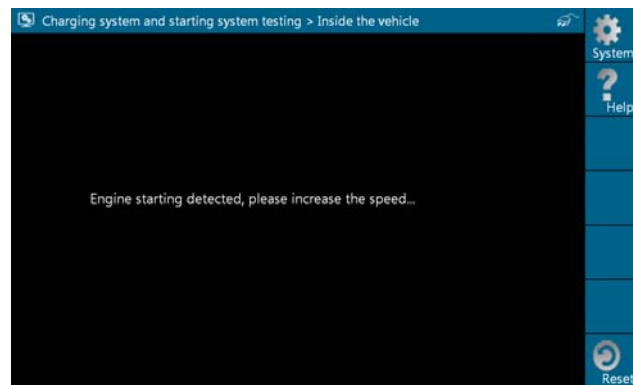 Charging system and starting system testing > Inside the vehicle
System
Help
Engine starting detected, please increase the speed...
Reset